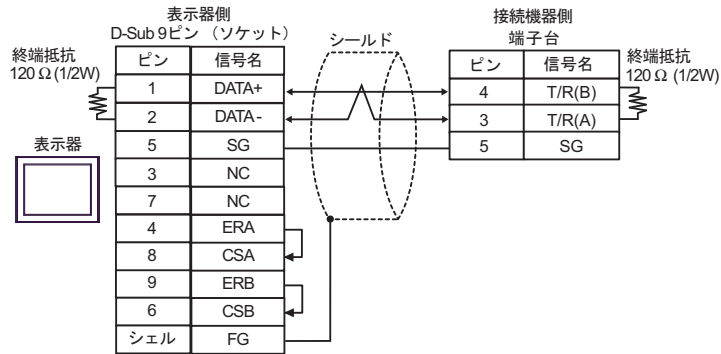 表示器側
D-Sub 9ピン （ソケット）
終端抵抗
120 Ω (1/2W)
ピン 信号名
1 DATA+
2 DATA-
5 SG
3 NC
7 NC
4 ERA
8 CSA
9 ERB
6 CSB
シェル FG
表示器
シールド
接続機器側
端子台
ピン 信号名
4 T/R(B)
3 T/R(A)
5 SG
終端抵抗
120 Ω (1/2W)